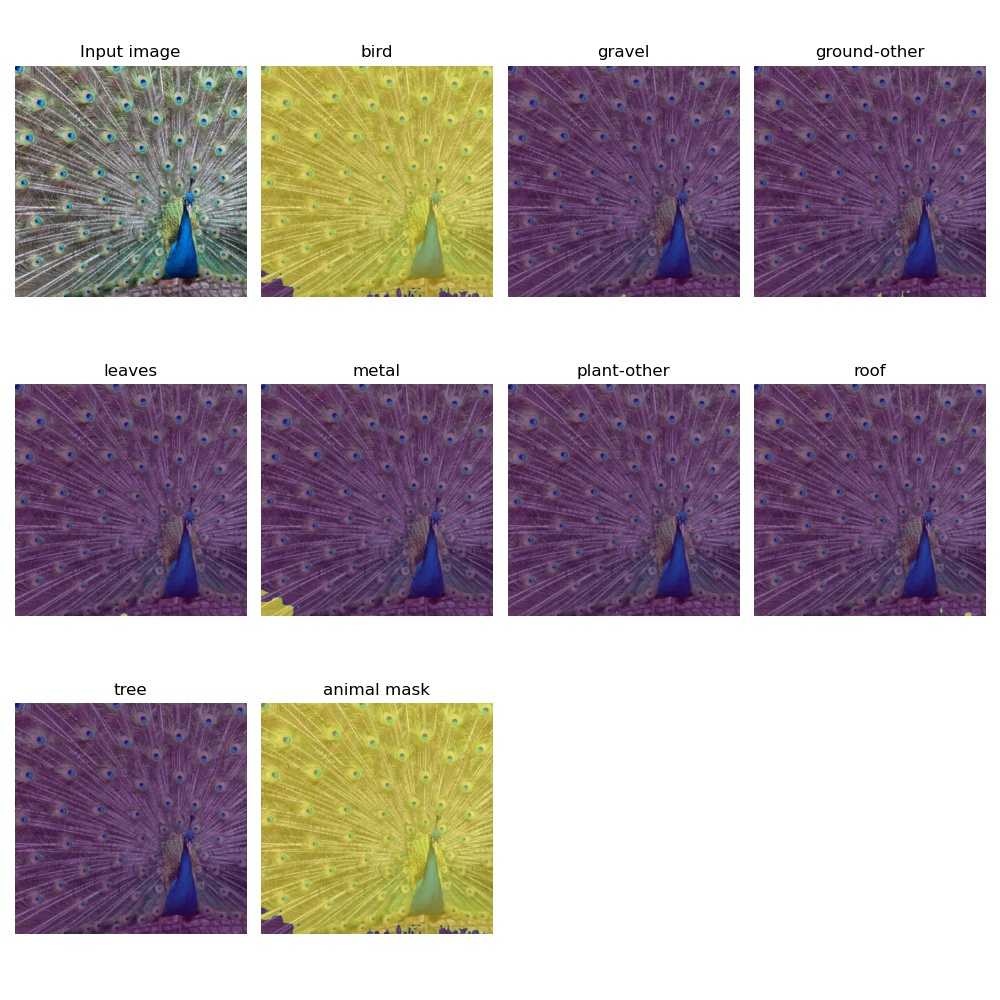 Input image
bird
gravel
ground-other
leaves
metal
plant-other
roof
tree
animal mask